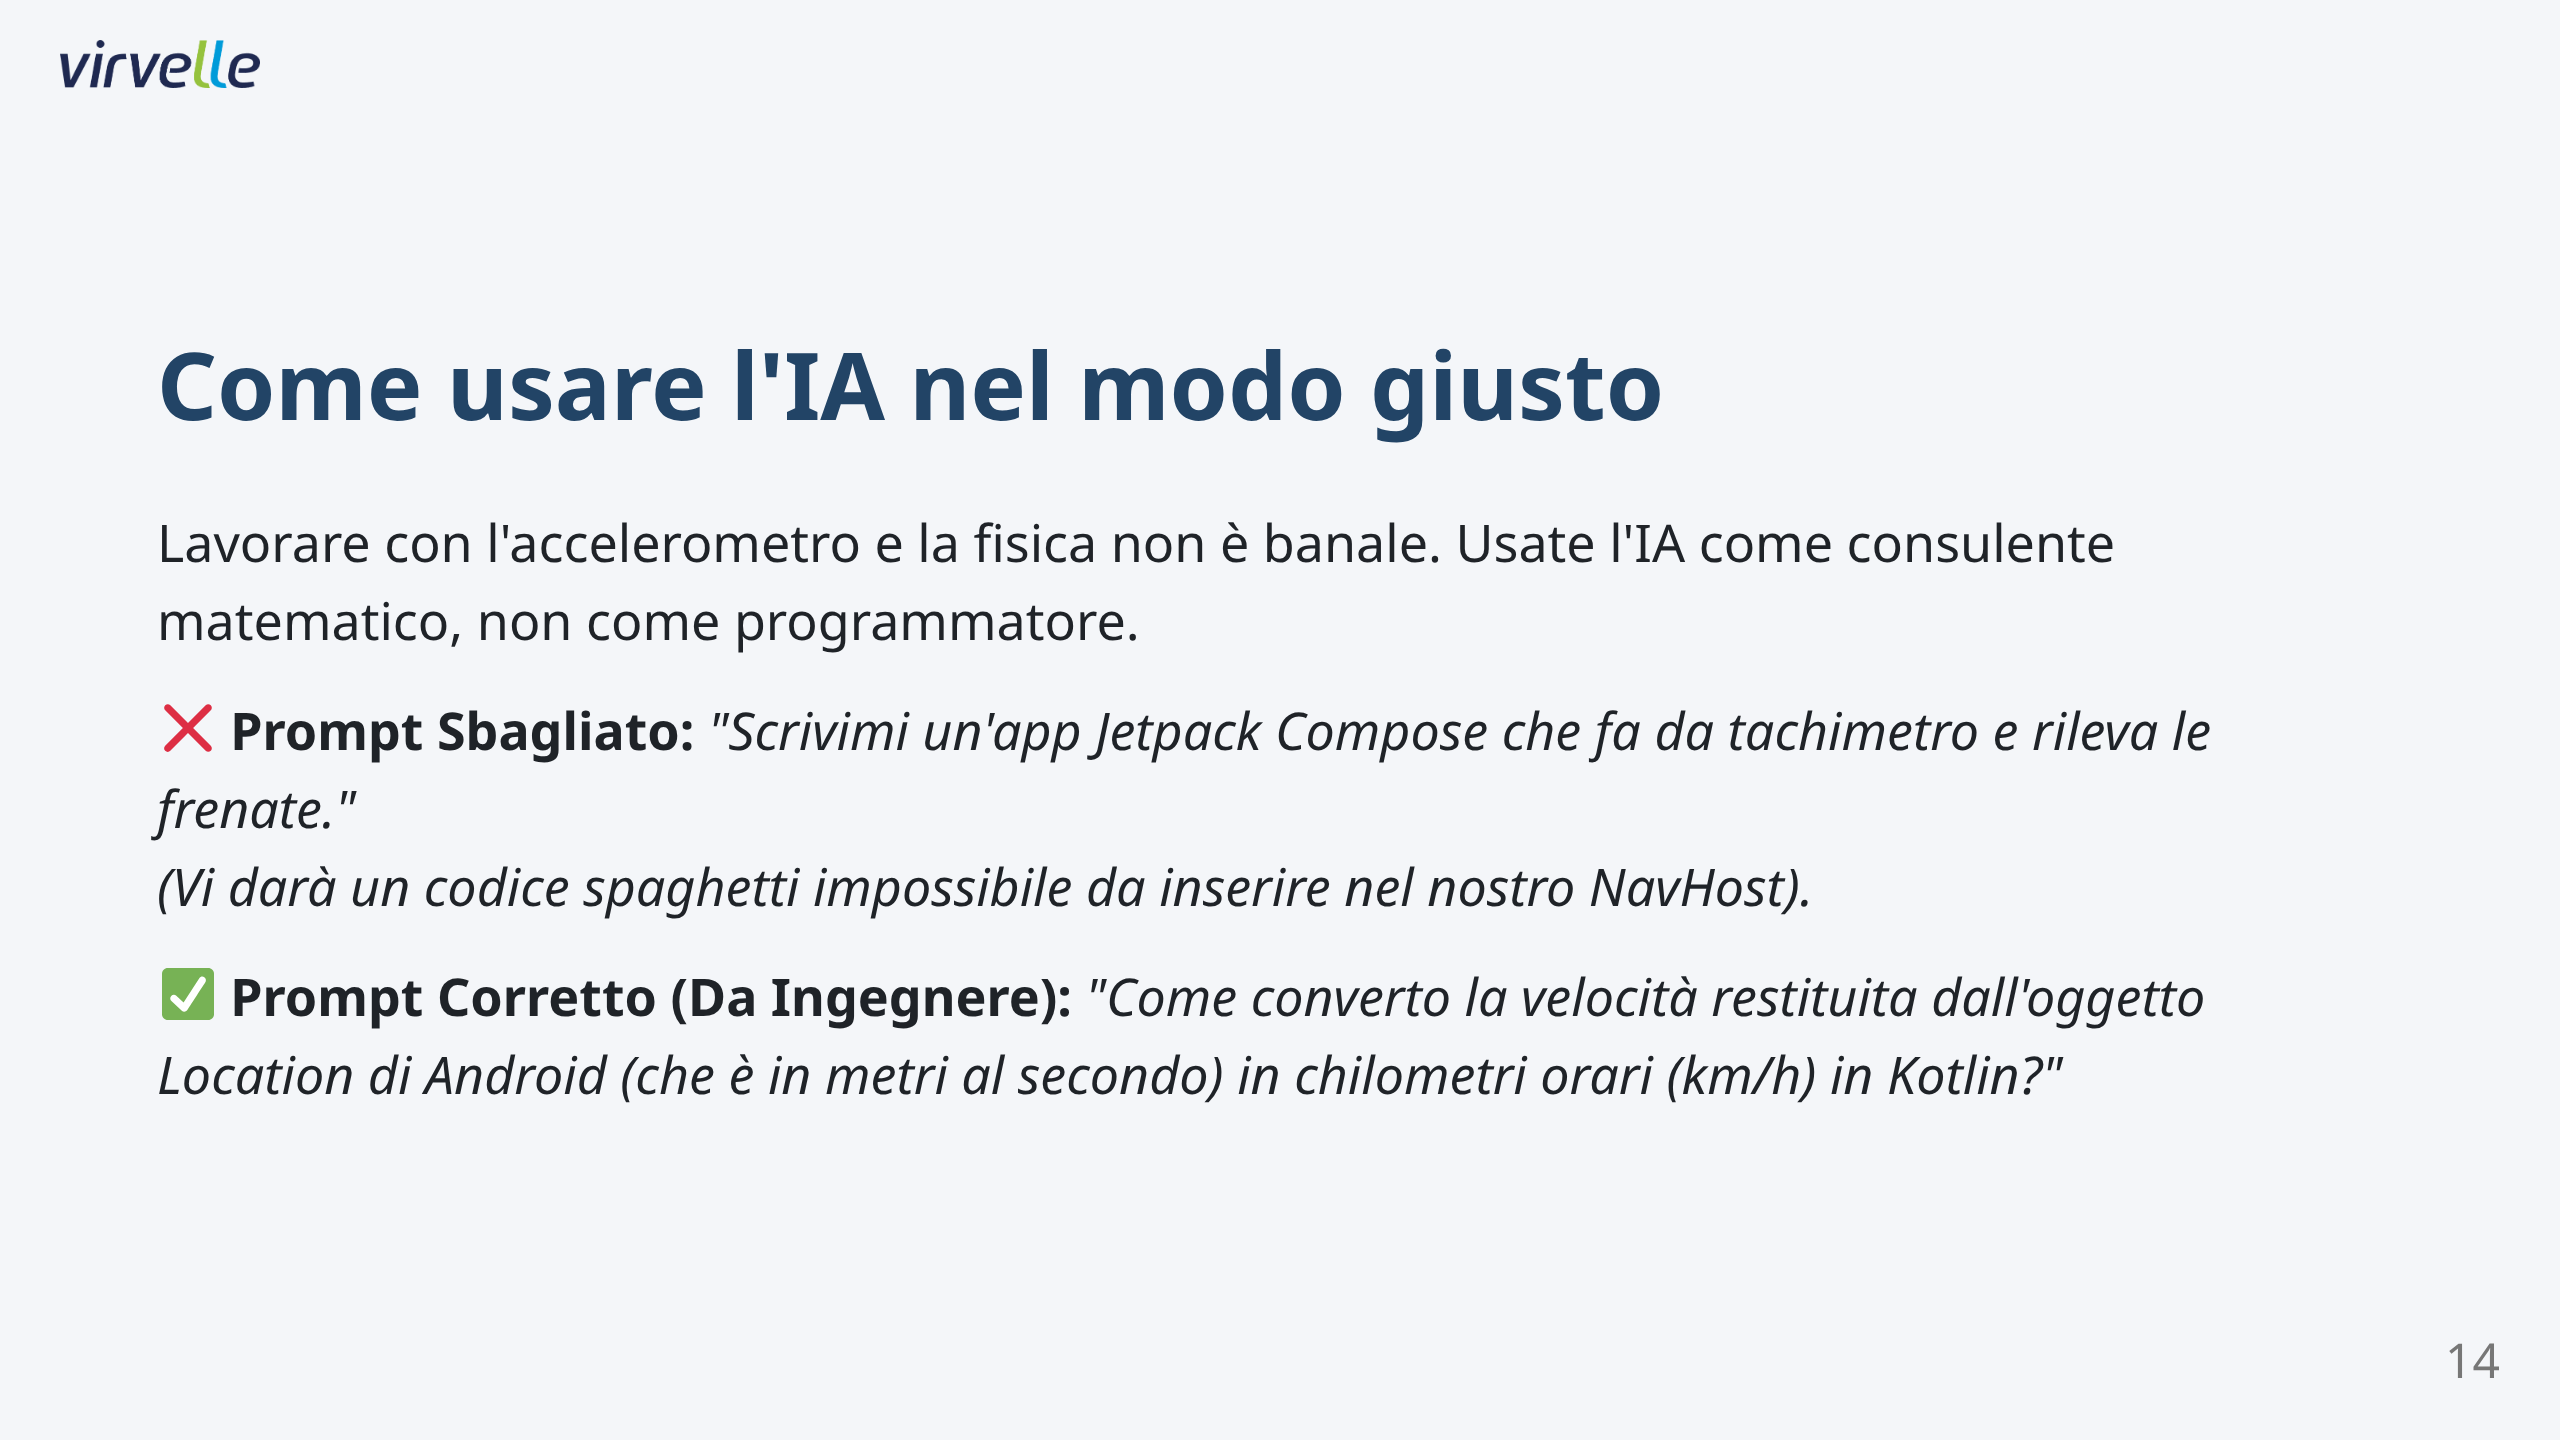 virvelle
Come usare l'IA nel modo giusto
Lavorare con l'accelerometro e la fisica non è banale. Usate l'IA come consulente
matematico, non come programmatore.
❌ Prompt Sbagliato: "Scrivimi un'app Jetpack Compose che fa da tachimetro e rileva le
frenate."
(Vi darà un codice spaghetti impossibile da inserire nel nostro NavHost).
✅ Prompt Corretto (Da Ingegnere): "Come converto la velocità restituita dall'oggetto
Location di Android (che è in metri al secondo) in chilometri orari (km/h) in Kotlin?"
14